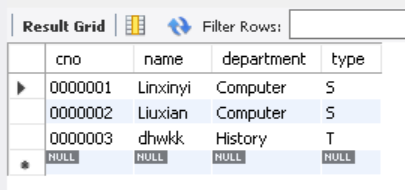 Result Grid Filter Rows:
cno name department type
0000001 Linxinyi Computer S
0000002 Liuxian Computer S
0000003 dhwkk History T
NULL NULL NULL NULL